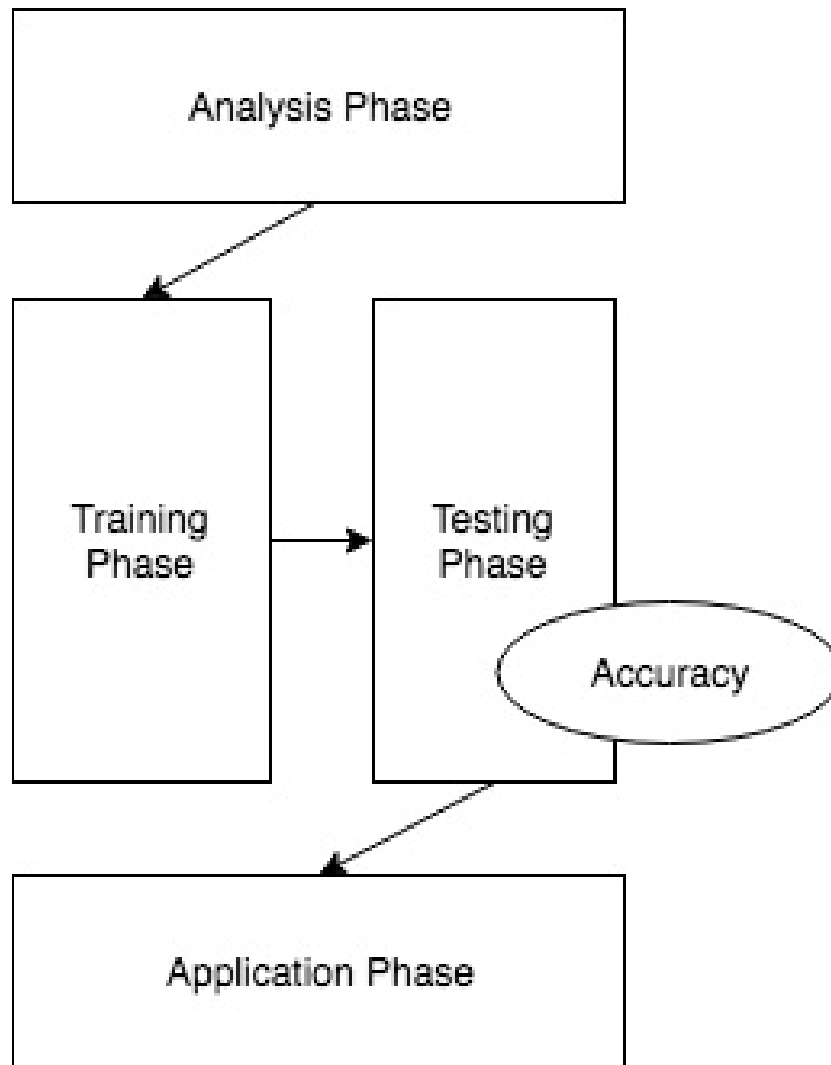 Analysis Phase
Training
Phase
Testing
Phase
Accuracy
Application Phase